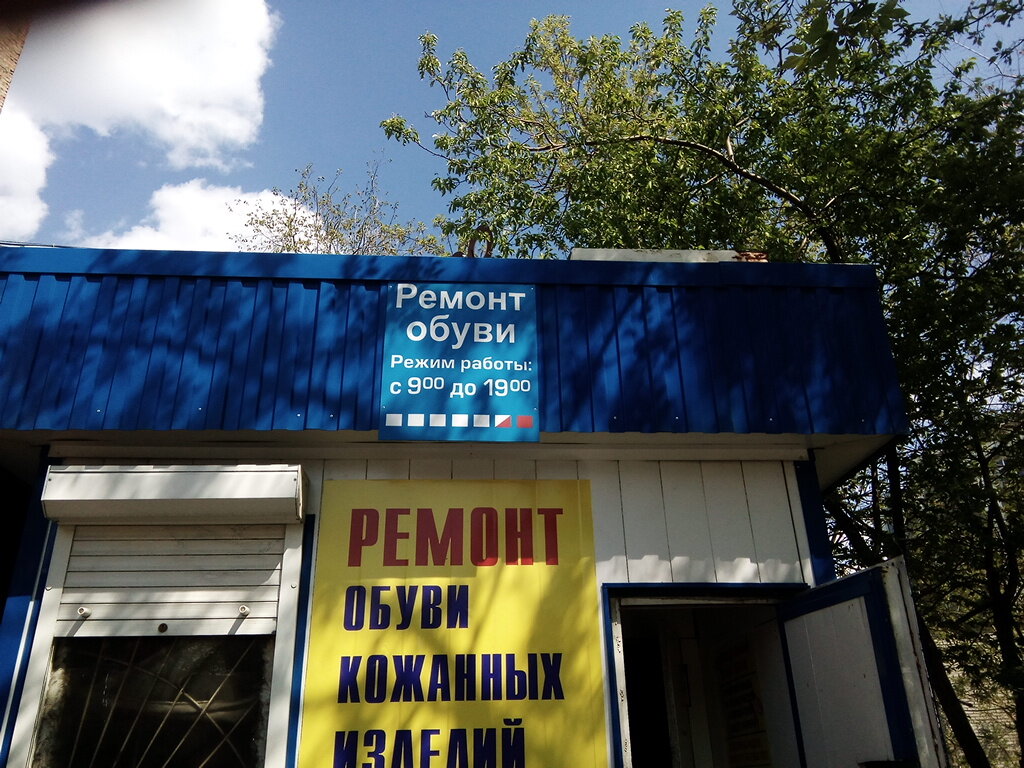 Ремонт
обуви
Режим работы:
с 9⁰⁰ до 19⁰⁰
РЕМОНТ
ОБУВИ
КОЖАННЫХ
ИЗДЕЛИЙ